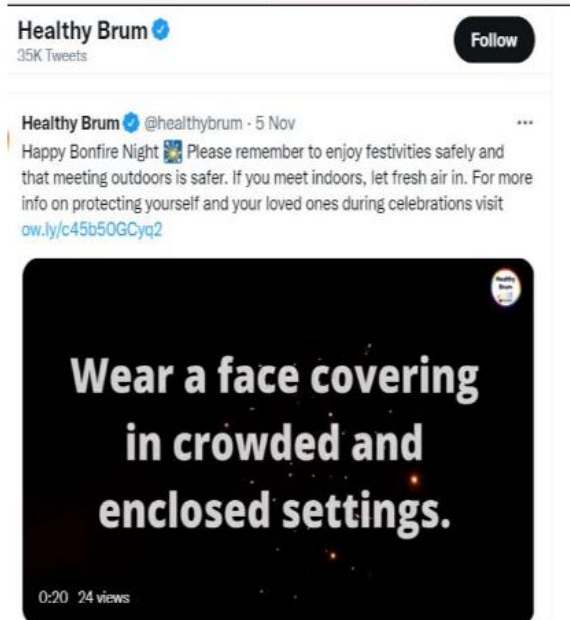 Healthy Brum
35K Tweets
Follow
Healthy Brum @healthybrum · 5 Nov
Happy Bonfire Night 🎆 Please remember to enjoy festivities safely and
that meeting outdoors is safer. If you meet indoors, let fresh air in. For more
info on protecting yourself and your loved ones during celebrations visit
ow.ly/c45b50GCyq2
Healthy
Brum
Wear a face covering
in crowded and
enclosed settings.
0:20 24 views